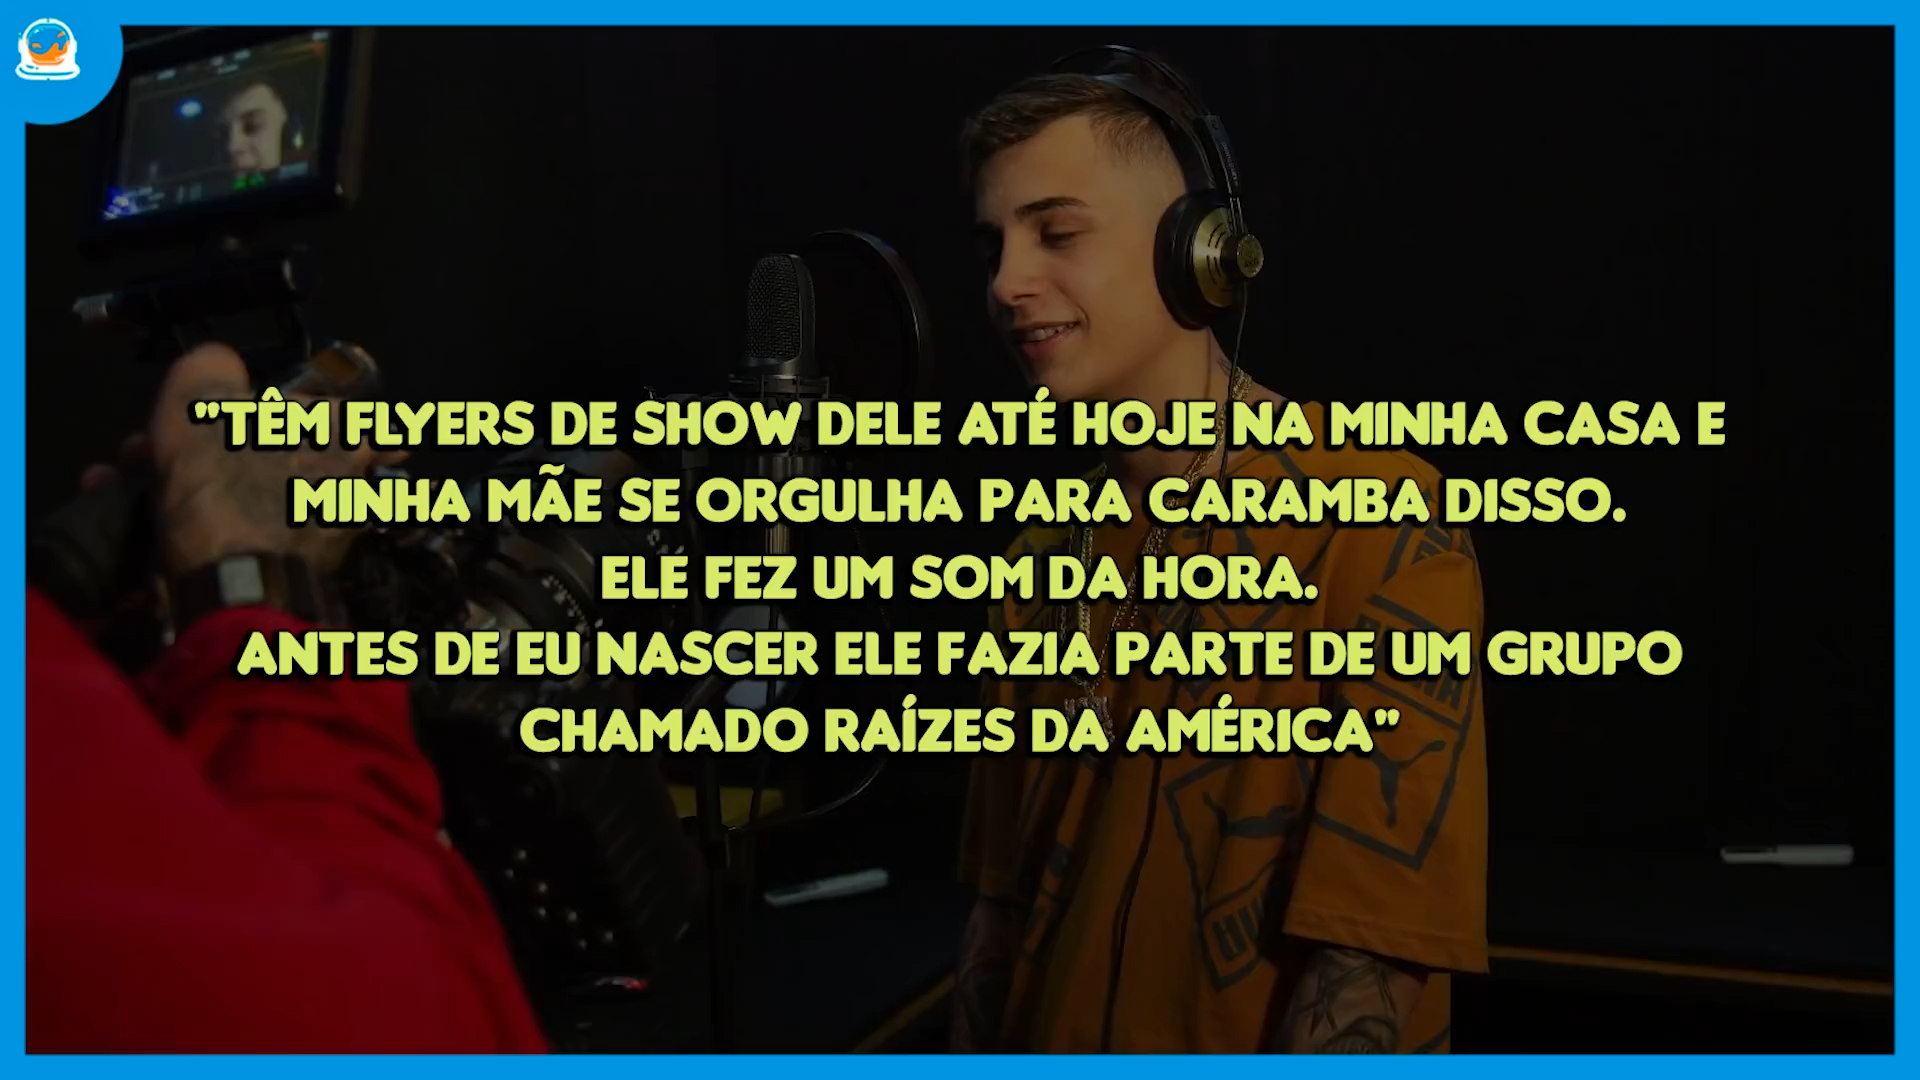 "TÊM FLYERS DE SHOW DELE ATÉ HOJE NA MINHA CASA E
MINHA MÃE SE ORGULHA PARA CARAMBA DISSO.
ELE FEZ UM SOM DA HORA.
ANTES DE EU NASCER ELE FAZIA PARTE DE UM GRUPO
CHAMADO RAÍZES DA AMÉRICA"